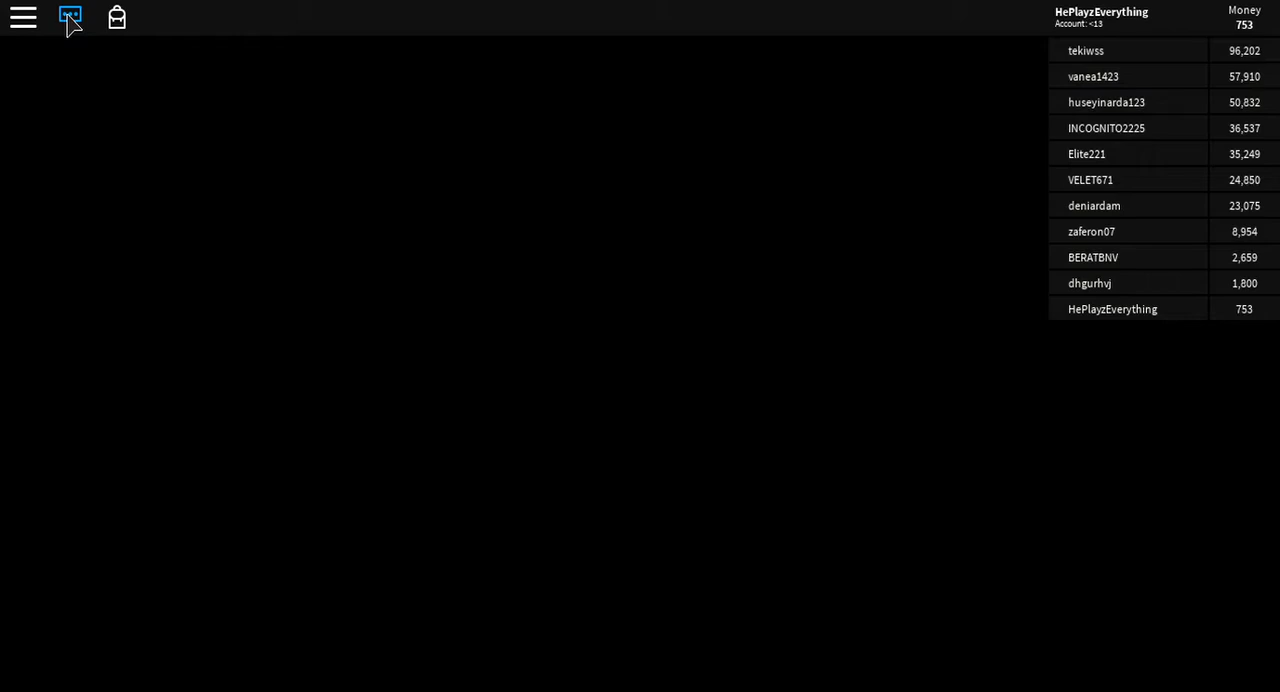 HePlayzEverything Money
Account: <13 753
tekiwss 96,202
vanea1423 57,910
huseyinarda123 50,832
INCOGNITO2225 36,537
Elite221 35,249
VELET671 24,850
deniardam 23,075
zaferon07 8,954
BERATBNV 2,659
dhgurhvj 1,800
HePlayzEverything 753